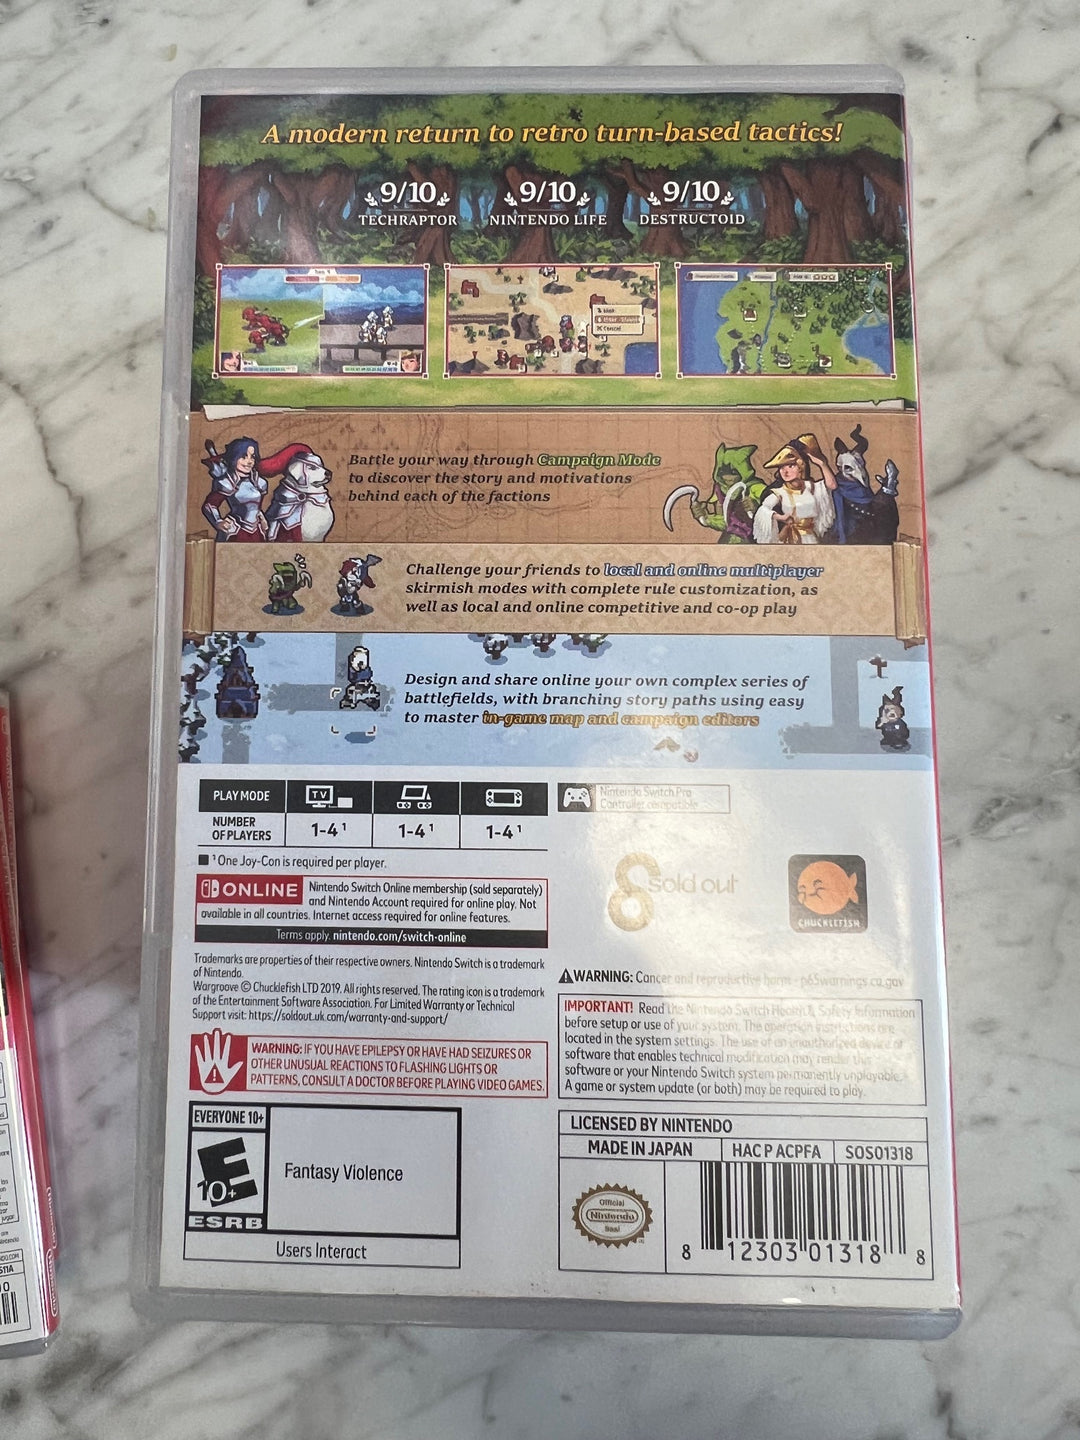 A modern return to retro turn-based tactics!
9/10
TECHRAPTOR
9/10
NINTENDO LIFE
9/10
DESTRUCTOID
Cancel
Battle your way through Campaign Mode
to discover the story and motivations
behind each of the factions
Challenge your friends to local and online multiplayer
skirmish modes with complete rule customization, as
well as local and online competitive and co-op play
Design and share online your own complex series of
battlefields, with branching story paths using easy
to master in-game map and campaign editors
PLAY MODE
TV
NUMBER
OF PLAYERS
1-4¹
1-4¹
1-4¹
¹One Joy-Con is required per player.
Nintendo Switch Pro
Controller compatible
ONLINE
Nintendo Switch Online membership (sold separately)
and Nintendo Account required for online play. Not
available in all countries. Internet access required for online features.
Terms apply. nintendo.com/switch-online
sold out
CHUCKLEFISH
Trademarks are properties of their respective owners. Nintendo Switch is a trademark
of Nintendo.
Wargroove © Chucklefish LTD 2019. All rights reserved. The rating icon is a trademark
of the Entertainment Software Association. For Limited Warranty or Technical
Support visit: https://soldout.uk.com/warranty-and-support/
WARNING: IF YOU HAVE EPILEPSY OR HAVE HAD SEIZURES OR
OTHER UNUSUAL REACTIONS TO FLASHING LIGHTS OR
PATTERNS, CONSULT A DOCTOR BEFORE PLAYING VIDEO GAMES.
WARNING: Cancer and reproductive harm - p65warnings.ca.gov
IMPORTANT! Read the Nintendo Switch Health & Safety Information
before setup or use of your system. The operation instructions are
located in the system settings. The use of an unauthorized device or
software that enables technical modification may render this
software or your Nintendo Switch system permanently unplayable.
A game or system update (or both) may be required to play.
EVERYONE 10+
E
10+
ESRB
Fantasy Violence
Users Interact
LICENSED BY NINTENDO
MADE IN JAPAN
HAC P ACPFA
SOS01318
Official
Nintendo
Seal
8 12303 01318 8